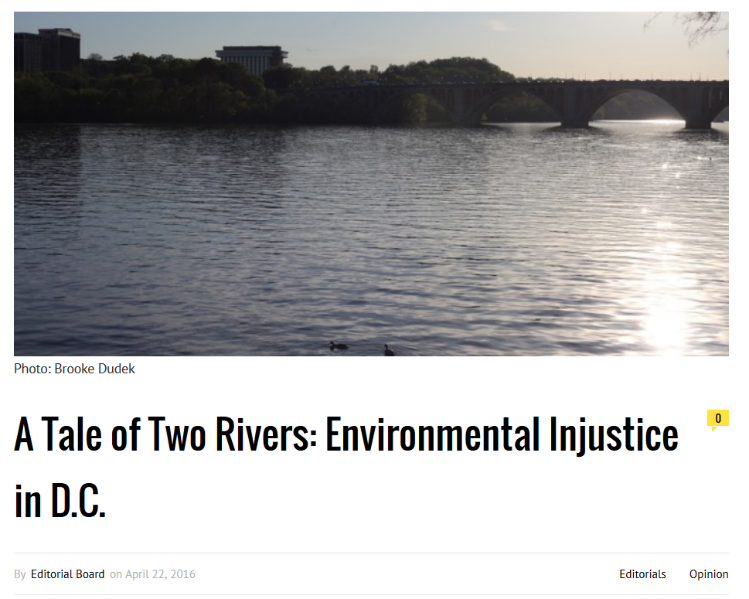 Photo: Brooke Dudek
A Tale of Two Rivers: Environmental Injustice
0
in D.C.
By Editorial Board on April 22, 2016
Editorials Opinion